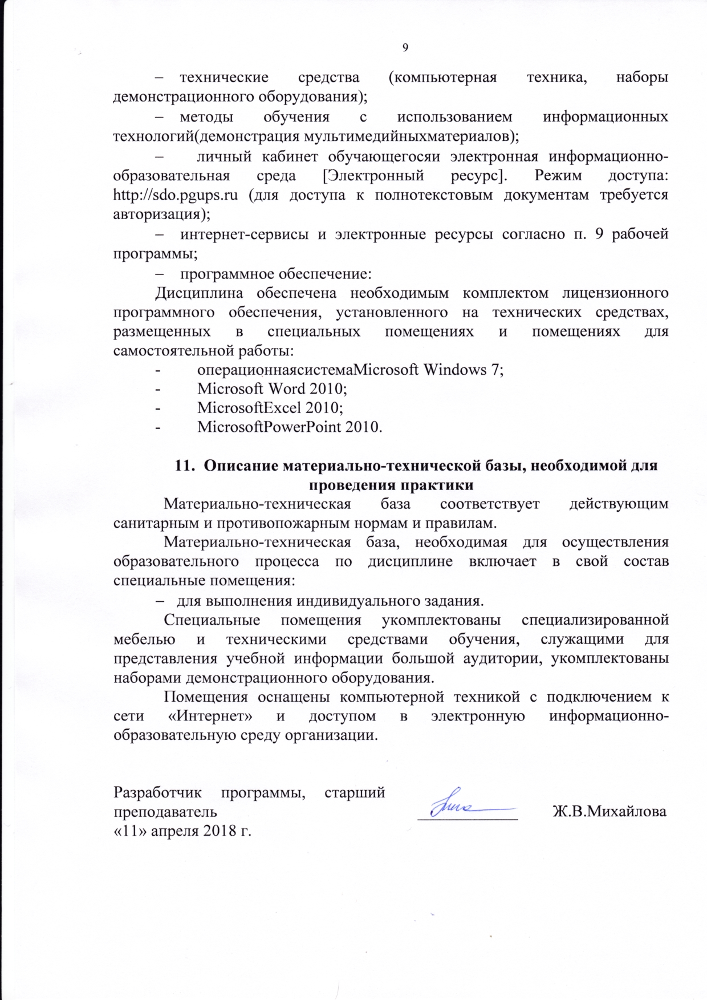 9
– технические средства (компьютерная техника, наборы
демонстрационного оборудования);
– методы обучения с использованием информационных
технологий(демонстрация мультимедийныхматериалов);
– личный кабинет обучающегосяи электронная информационно-
образовательная среда [Электронный ресурс]. Режим доступа:
http://sdo.pgups.ru (для доступа к полнотекстовым документам требуется
авторизация);
– интернет-сервисы и электронные ресурсы согласно п. 9 рабочей
программы;
– программное обеспечение:
Дисциплина обеспечена необходимым комплектом лицензионного
программного обеспечения, установленного на технических средствах,
размещенных в специальных помещениях и помещениях для
самостоятельной работы:
- операционнаясистемаMicrosoft Windows 7;
- Microsoft Word 2010;
- MicrosoftExcel 2010;
- MicrosoftPowerPoint 2010.
11. Описание материально-технической базы, необходимой для
проведения практики
Материально-техническая база соответствует действующим
санитарным и противопожарным нормам и правилам.
Материально-техническая база, необходимая для осуществления
образовательного процесса по дисциплине включает в свой состав
специальные помещения:
– для выполнения индивидуального задания.
Специальные помещения укомплектованы специализированной
мебелью и техническими средствами обучения, служащими для
представления учебной информации большой аудитории, укомплектованы
наборами демонстрационного оборудования.
Помещения оснащены компьютерной техникой с подключением к
сети «Интернет» и доступом в электронную информационно-
образовательную среду организации.
Разработчик программы, старший
преподаватель ____________ Ж.В.Михайлова
«11» апреля 2018 г.